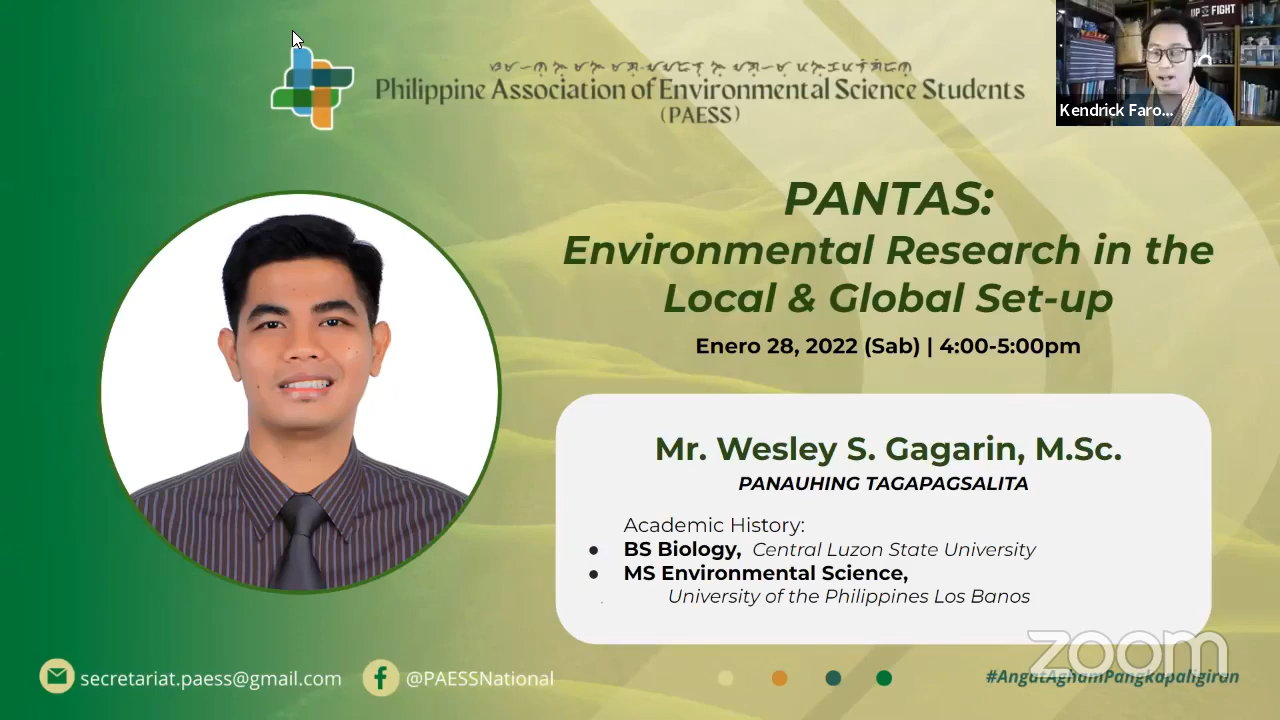 UP FIGHT
Kendrick Faro...
Philippine Association of Environmental Science Students
(PAESS)
PANTAS:
Environmental Research in the
Local & Global Set-up
Enero 28, 2022 (Sab) | 4:00-5:00pm
Mr. Wesley S. Gagarin, M.Sc.
PANAUHING TAGAPAGSALITA
Academic History:
● BS Biology, Central Luzon State University
● MS Environmental Science,
University of the Philippines Los Banos
zoom
secretariat.paess@gmail.com
@PAESSNational
#AngatAghamPangkapaligiran